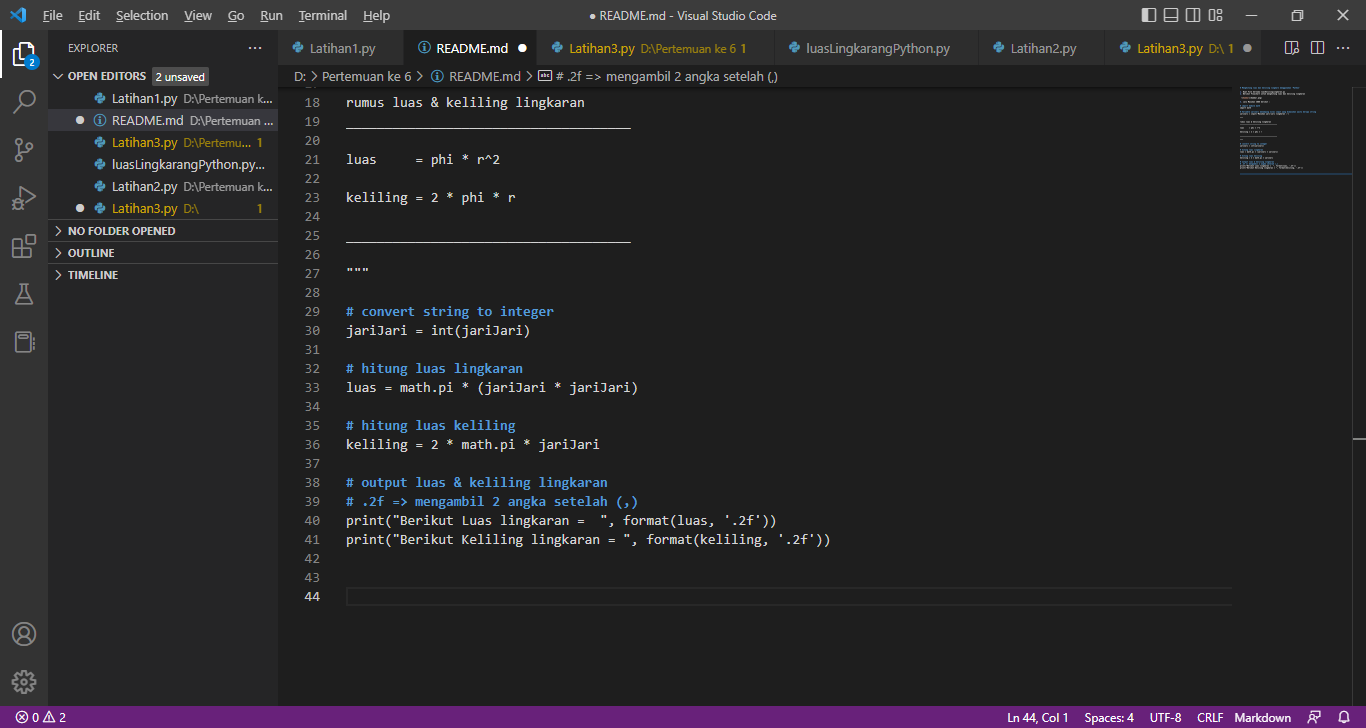 File Edit Selection View Go Run Terminal Help ● README.md - Visual Studio Code
EXPLORER
Latihan1.py README.md Latihan3.py D:\Pertemuan ke 6 1 luasLingkarangPython.py Latihan2.py Latihan3.py D:\ 1
D: > Pertemuan ke 6 > README.md > # .2f => mengambil 2 angka setelah (,)
2
OPEN EDITORS 2 unsaved
Latihan1.py D:\Pertemuan k...
README.md D:\Pertemuan ...
Latihan3.py D:\Pertemu... 1
luasLingkarangPython.py...
Latihan2.py D:\Pertemuan k...
Latihan3.py D:\ 1
NO FOLDER OPENED
OUTLINE
TIMELINE
18 rumus luas & keliling lingkaran
19 _____________________________________
20
21 luas     = phi * r^2
22
23 keliling = 2 * phi * r
24
25 _____________________________________
26
27 """
28
29 # convert string to integer
30 jariJari = int(jariJari)
31
32 # hitung luas lingkaran
33 luas = math.pi * (jariJari * jariJari)
34
35 # hitung luas keliling
36 keliling = 2 * math.pi * jariJari
37
38 # output luas & keliling lingkaran
39 # .2f => mengambil 2 angka setelah (,)
40 print("Berikut Luas lingkaran =  ", format(luas, '.2f'))
41 print("Berikut Keliling lingkaran = ", format(keliling, '.2f'))
42
43
44
0 2 Ln 44, Col 1 Spaces: 4 UTF-8 CRLF Markdown